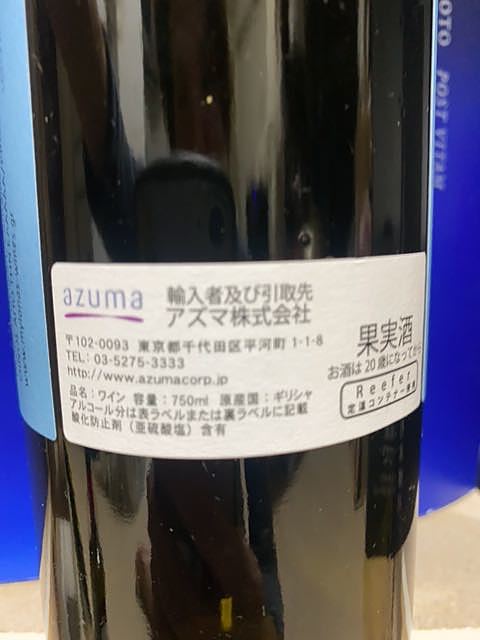 OTO POST VITAM
azuma
輸入者及び引取先
アズマ株式会社
〒102-0093 東京都千代田区平河町 1-1-8
TEL: 03-5275-3333
http://www.azumacorp.jp
品名:ワイン 容量:750ml 原産国:ギリシャ
アルコール分は表ラベルまたは裏ラベルに記載
酸化防止剤(亜硫酸塩)含有
果実酒
お酒は20歳になってから
Reefer
定温コンテナー使用